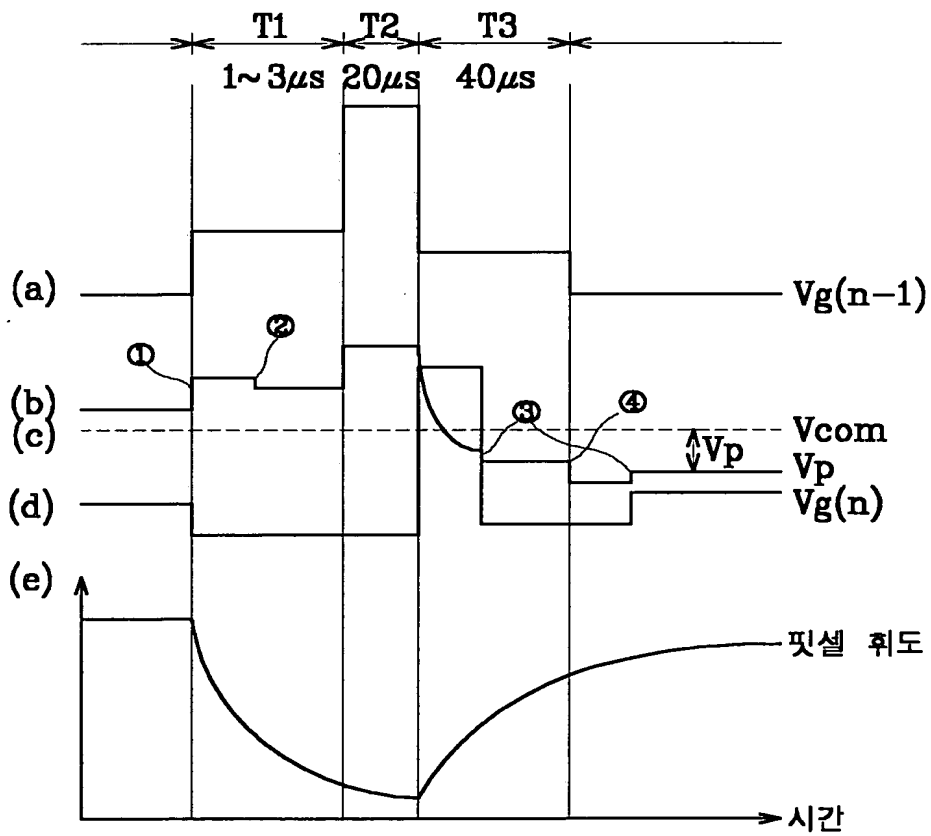 T1 T2 T3
1~3μs 20μs 40μs
(a) Vg(n-1)
① ②
(b) ③ ④
(c) Vcom
Vp
Vp
(d) Vg(n)
(e)
핏셀 휘도
시간